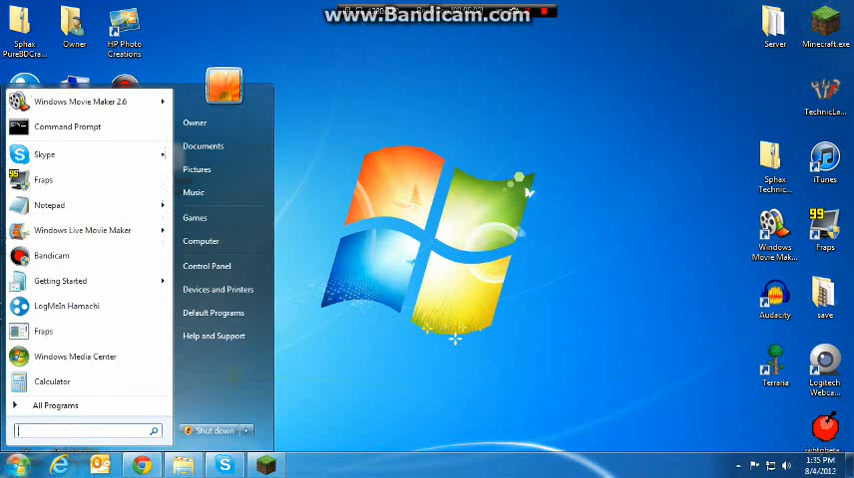 www.Bandicam.com
Sphax
PureBDCra...
Owner
HP Photo
Creations
Server
Minecraft.exe
Windows Movie Maker 2.6
Command Prompt
Skype
Fraps
Notepad
Windows Live Movie Maker
Bandicam
Getting Started
LogMeIn Hamachi
Fraps
Windows Media Center
Calculator
All Programs
Owner
Documents
Pictures
Music
Games
Computer
Control Panel
Devices and Printers
Default Programs
Help and Support
Shut down
TechnicLa...
Sphax
Technic...
iTunes
Windows
Movie Mak...
99
Fraps
Audacity
save
Terraria
Logitech
Webca...
1:35 PM
8/4/2012